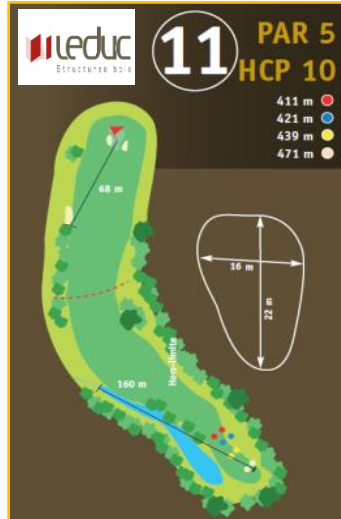 leduc
Structures bois
11
PAR 5
HCP 10
411 m
421 m
439 m
471 m
68 m
16 m
22 m
Hors-limite
160 m